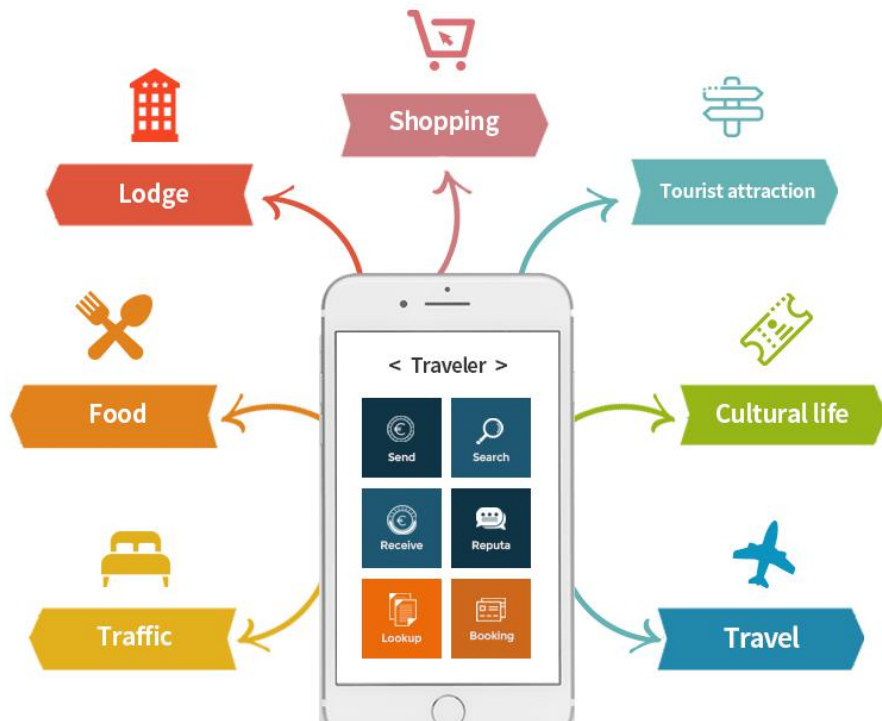 Shopping
Lodge
Tourist attraction
Food
< Traveler >
Cultural life
Send
Search
Receive
Reputa
Lookup
Booking
Traffic
Travel